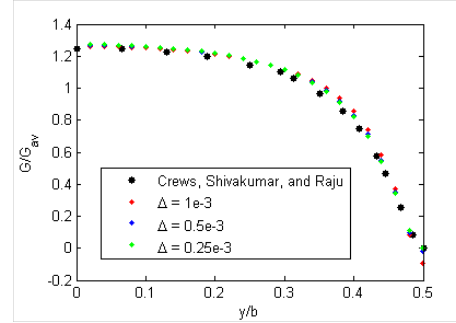 1.4
1.2
1
0.8
0.6
0.4
0.2
0
-0.2
G/G_av
Crews, Shivakumar, and Raju
Δ = 1e-3
Δ = 0.5e-3
Δ = 0.25e-3
0 0.1 0.2 0.3 0.4 0.5
y/b